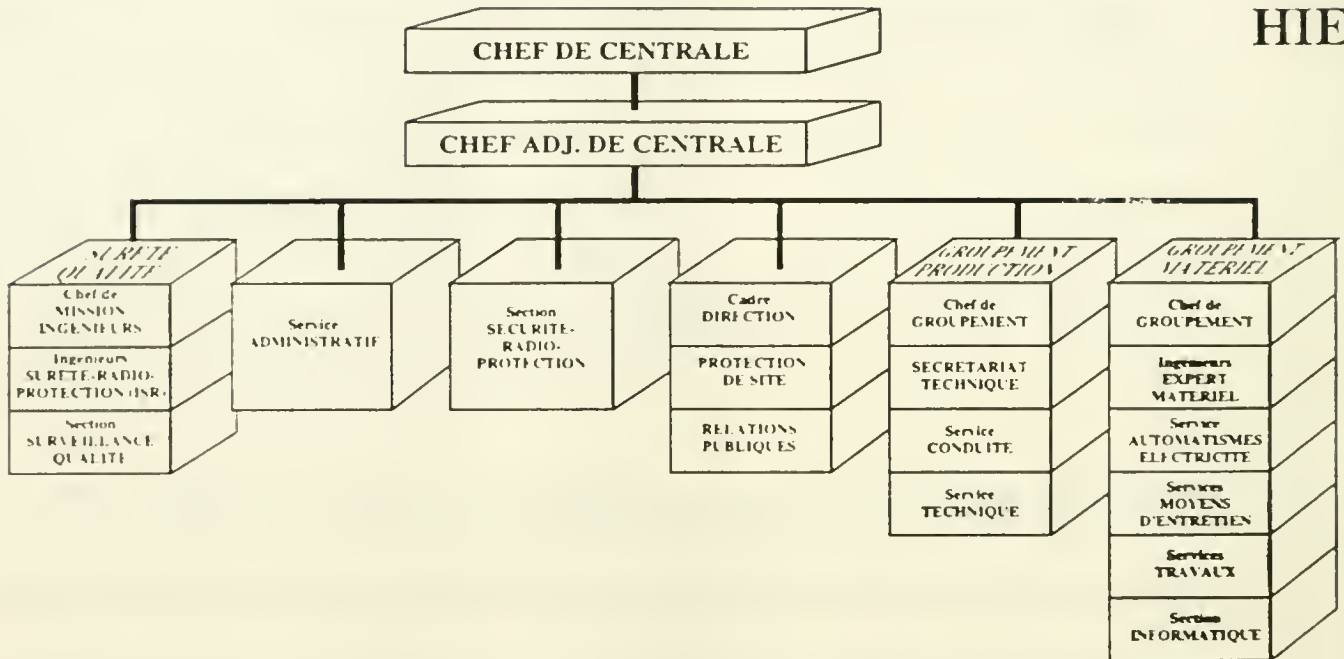 HIE
CHEF DE CENTRALE
CHEF ADJ. DE CENTRALE
SURETE
QUALITE
Chef de
MISSION
INGENIEURS
Ingenieurs
SURETE-RADIO-
PROTECTION (ISR)
Section
SURVEILLANCE
QUALITE
Service
ADMINISTRATIF
Section
SECURITE-
RADIO-
PROTECTION
Cadre
DIRECTION
PROTECTION
DE SITE
RELATIONS
PUBLIQUES
GROUPEMENT
PRODUCTION
Chef de
GROUPEMENT
SECRETARIAT
TECHNIQUE
Service
CONDUITE
Service
TECHNIQUE
GROUPEMENT
MATERIEL
Chef de
GROUPEMENT
Ingenieurs
EXPERT
MATERIEL
Service
AUTOMATISMES
ELECTRICITE
Services
MOYENS
D'ENTRETIEN
Services
TRAVAUX
Section
INFORMATIQUE